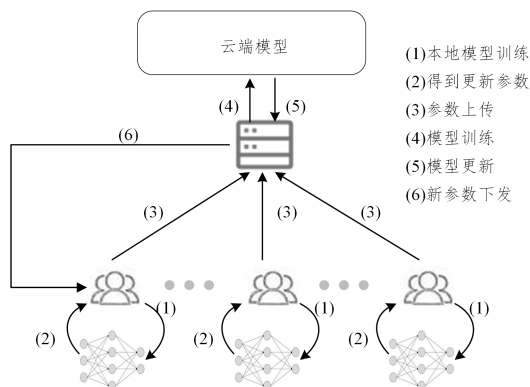 云端模型
(1)本地模型训练
(2)得到更新参数
(3)参数上传
(4)模型训练
(5)模型更新
(6)新参数下发
(4)
(5)
(6)
(3)
(3)
(3)
(1)
(1)
(1)
(2)
(2)
(2)